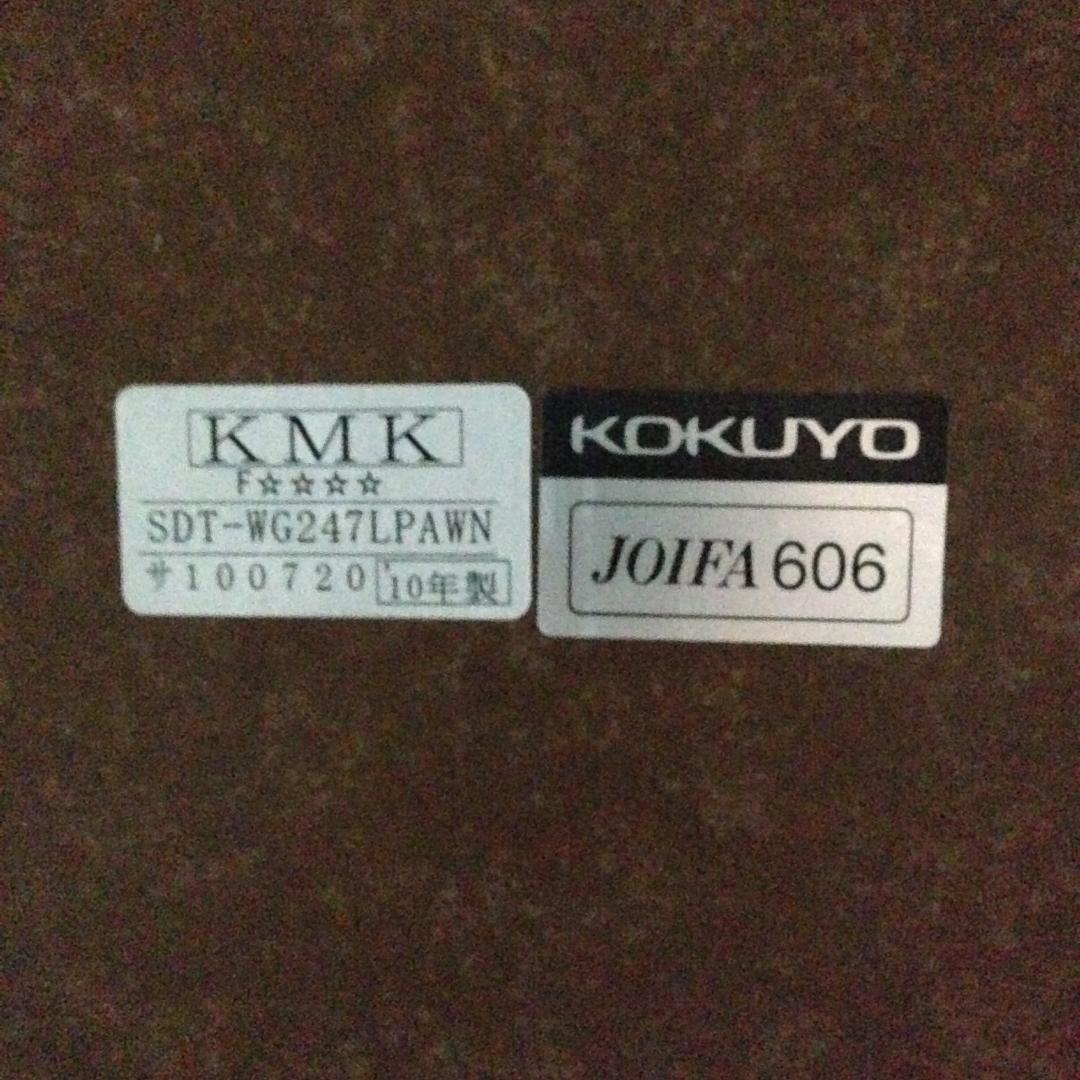 KMK
F☆☆☆☆
SDT-WG247LPAWN
サ100720 '10年製
KOKUYO
JOIFA 606